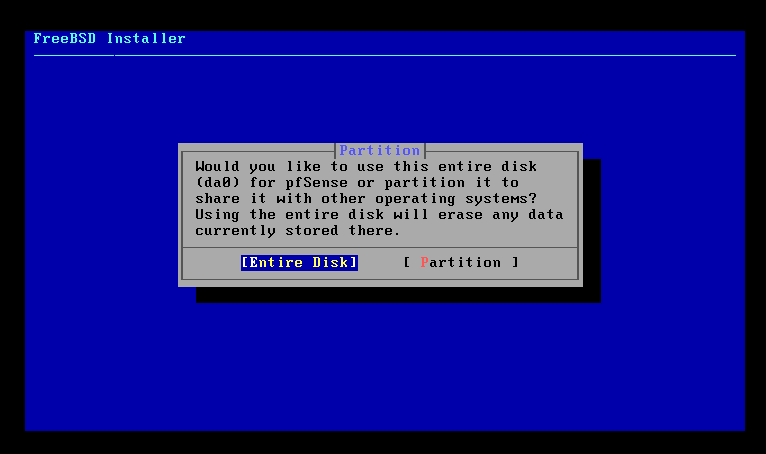 FreeBSD Installer
Partition
Would you like to use this entire disk
(da0) for pfSense or partition it to
share it with other operating systems?
Using the entire disk will erase any data
currently stored there.
[Entire Disk] [ Partition ]